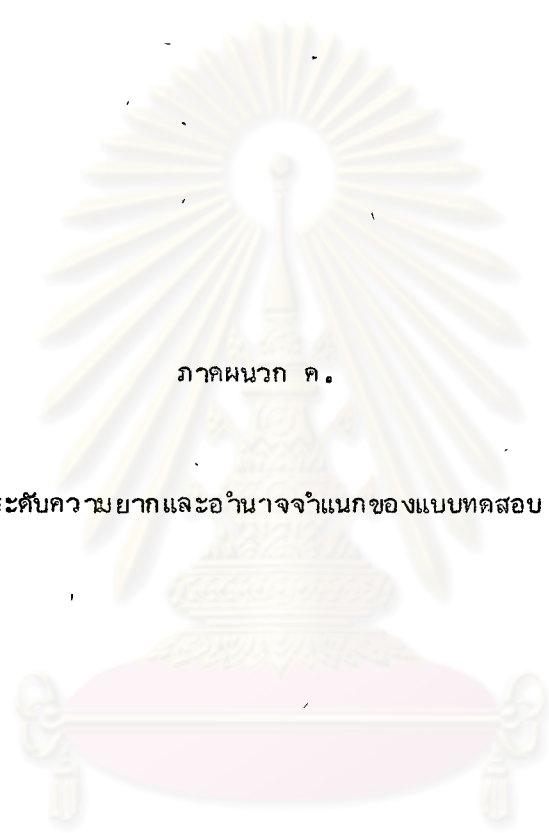 ภาคผนวก ค.
ะดับความยากและอำนาจจำแนกของแบบทดสอบ